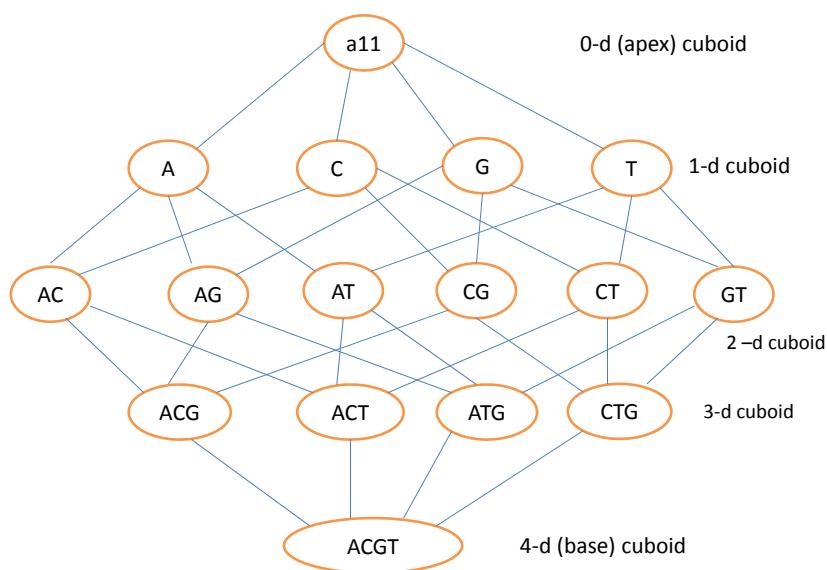 a11 0-d (apex) cuboid
A C G T 1-d cuboid
AC AG AT CG CT GT
2 –d cuboid
ACG ACT ATG CTG 3-d cuboid
ACGT 4-d (base) cuboid